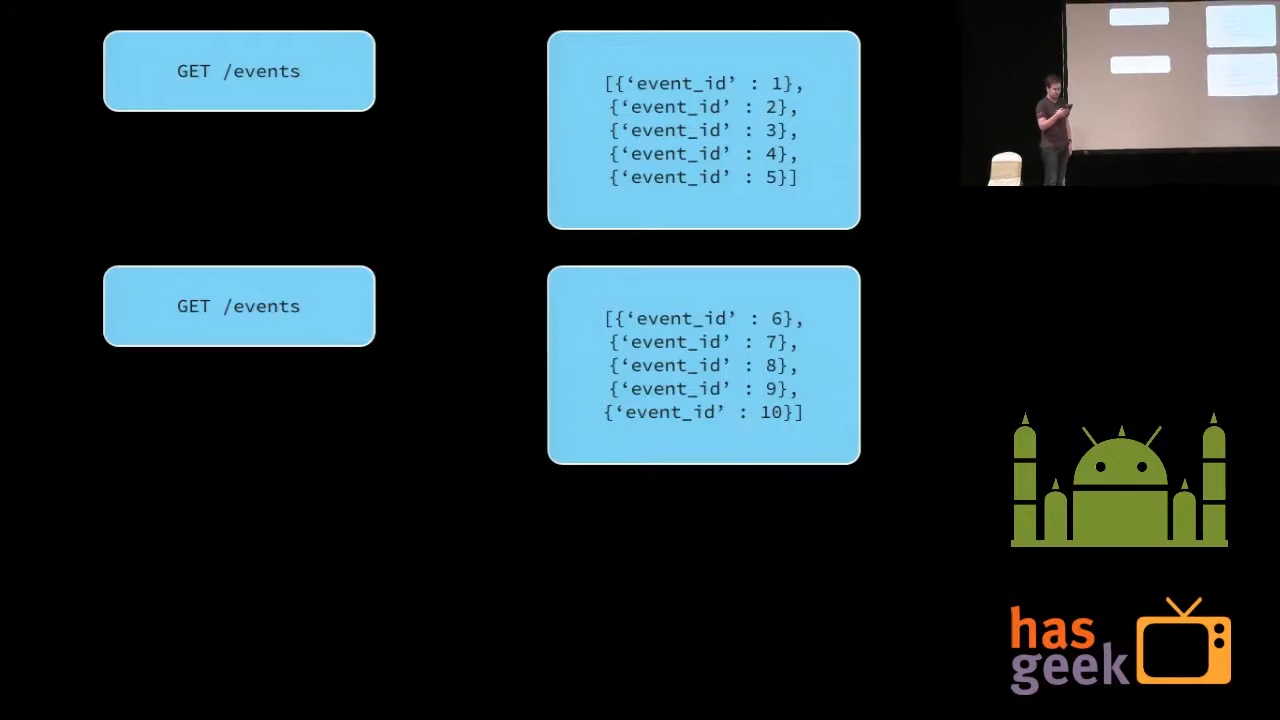 GET /events
[{‘event_id’ : 1},
{‘event_id’ : 2},
{‘event_id’ : 3},
{‘event_id’ : 4},
{‘event_id’ : 5}]
GET /events
[{‘event_id’ : 6},
{‘event_id’ : 7},
{‘event_id’ : 8},
{‘event_id’ : 9},
{‘event_id’ : 10}]
has
geek